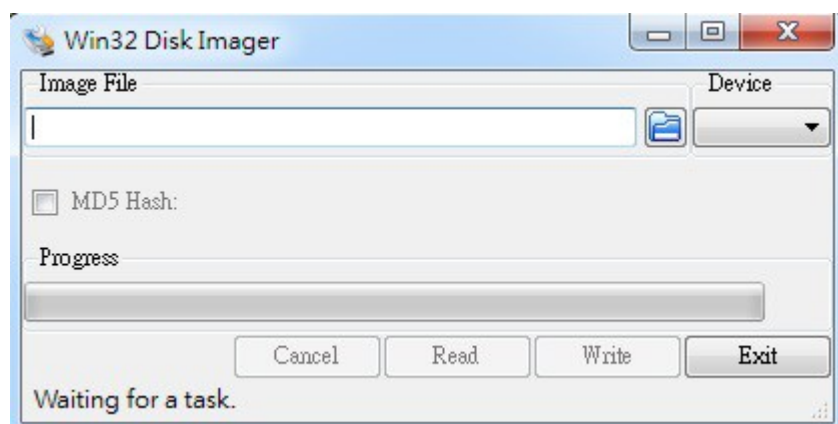 Win32 Disk Imager
Image File Device
MD5 Hash:
Progress
Cancel Read Write Exit
Waiting for a task.